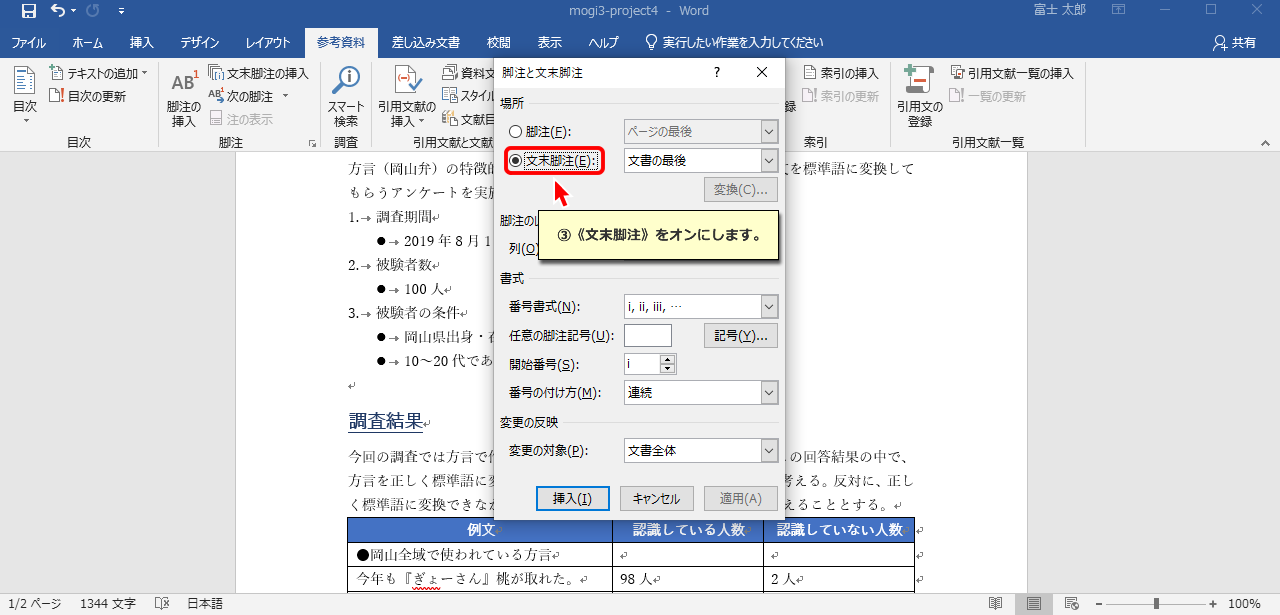 mogi3-project4 - Word
富士 太郎
ファイル ホーム 挿入 デザイン レイアウト 参考資料 差し込み文書 校閲 表示 ヘルプ 実行したい作業を入力してください 共有
目次
テキストの追加
目次の更新
目次
AB1
脚注の
挿入
文末脚注の挿入
次の脚注
注の表示
脚注
スマート
検索
調査
引用文献の
挿入
資料文
スタイル
文献目
引用文献と文献
録
索引の挿入
索引の更新
索引
引用文の
登録
引用文献一覧の挿入
一覧の更新
引用文献一覧
脚注と文末脚注 ?
場所
脚注(F): ページの最後
文末脚注(E): 文書の最後
変換(C)...
③《文末脚注》をオンにします。
脚注の
列(O)
書式
番号書式(N): i, ii, iii, …
任意の脚注記号(U): 記号(Y)...
開始番号(S): i
番号の付け方(M): 連続
変更の反映
変更の対象(P): 文書全体
挿入(I) キャンセル 適用(A)
方言（岡山弁）の特徴的 を標準語に変換して
もらうアンケートを実施
1.→ 調査期間
●→ 2019 年 8 月 1
2.→ 被験者数
●→ 100 人
3.→ 被験者の条件
●→ 岡山県出身・在
●→ 10～20 代であ
調査結果
今回の調査では方言で作 の回答結果の中で、
方言を正しく標準語に変 考える。反対に、正し
く標準語に変換できなか えることとする。
例文 認識している人数 認識していない人数
●岡山全域で使われている方言
今年も『ぎょーさん』桃が取れた。 98 人 2 人
1/2 ページ 1344 文字 日本語 100%